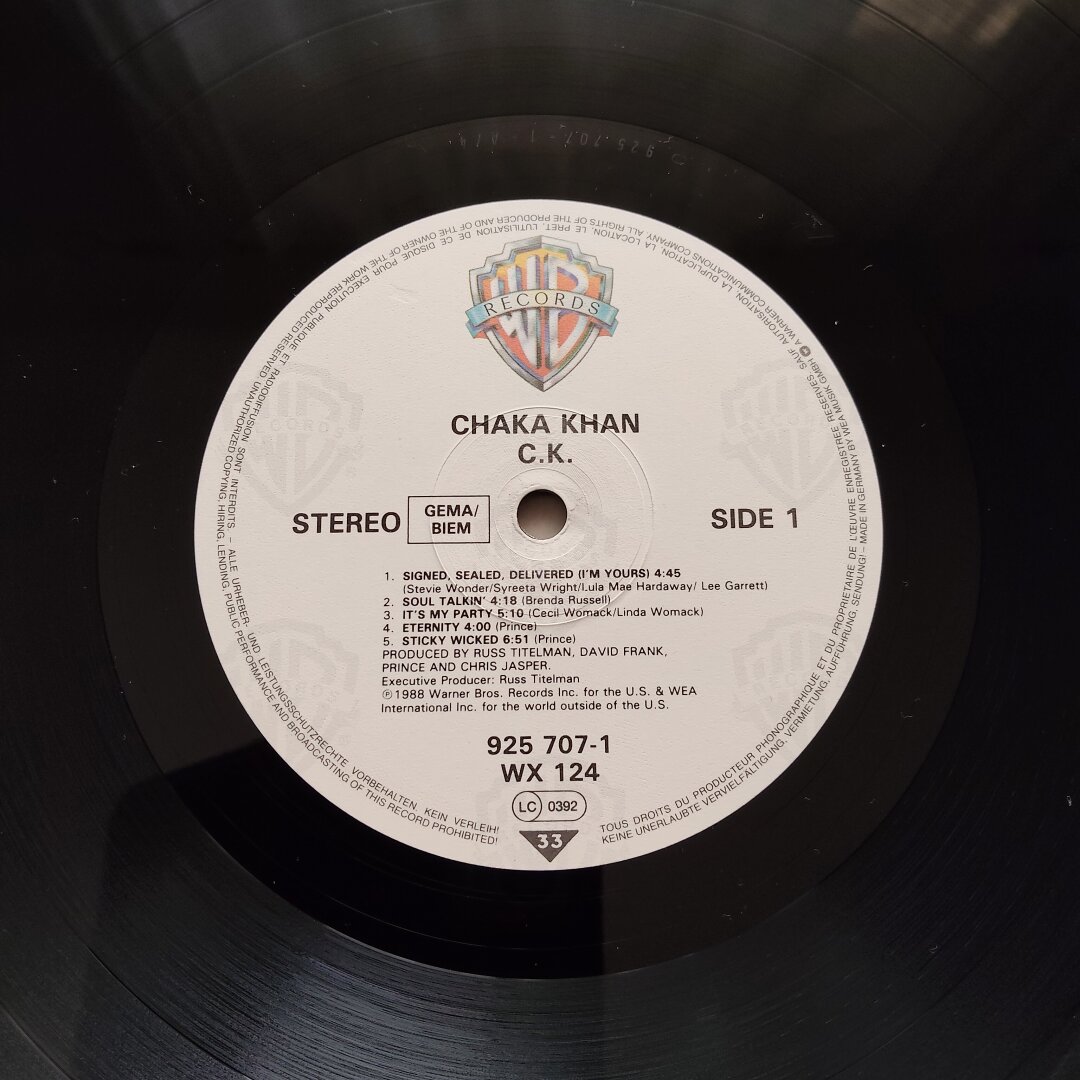 925 707-1-A/4
WB
RECORDS
CHAKA KHAN
C.K.
STEREO
GEMA/
BIEM
SIDE 1
1. SIGNED, SEALED, DELIVERED (I'M YOURS) 4:45
(Stevie Wonder/Syreeta Wright/Lula Mae Hardaway/ Lee Garrett)
2. SOUL TALKIN' 4:18 (Brenda Russell)
3. IT'S MY PARTY 5:10 (Cecil Womack/Linda Womack)
4. ETERNITY 4:00 (Prince)
5. STICKY WICKED 6:51 (Prince)
PRODUCED BY RUSS TITELMAN, DAVID FRANK,
PRINCE AND CHRIS JASPER.
Executive Producer: Russ Titelman
℗ 1988 Warner Bros. Records Inc. for the U.S. & WEA
International Inc. for the world outside of the U.S.
925 707-1
WX 124
LC 0392
33
TOUS DROITS DU PRODUCTEUR PHONOGRAPHIQUE ET DU PROPRIETAIRE DE L'ŒUVRE ENREGISTREE RESERVES SAUF AUTORISATION, LA DUPLICATION, LA LOCATION, LE PRET, L'UTILISATION DE CE DISQUE POUR EXECUTION PUBLIQUE ET RADIODIFFUSION SONT INTERDITS – ALLE URHEBER- UND LEISTUNGSSCHUTZRECHTE VORBEHALTEN. KEIN VERLEIH!
KEINE UNERLAUBTE VERVIELFÄLTIGUNG, VERMIETUNG, AUFFÜHRUNG, SENDUNG! – MADE IN GERMANY BY WEA MUSIK GMBH A WARNER COMMUNICATIONS COMPANY. ALL RIGHTS OF THE PRODUCER AND OF THE OWNER OF THE WORK REPRODUCED RESERVED UNAUTHORIZED COPYING, HIRING, LENDING, PUBLIC PERFORMANCE AND BROADCASTING OF THIS RECORD PROHIBITED!